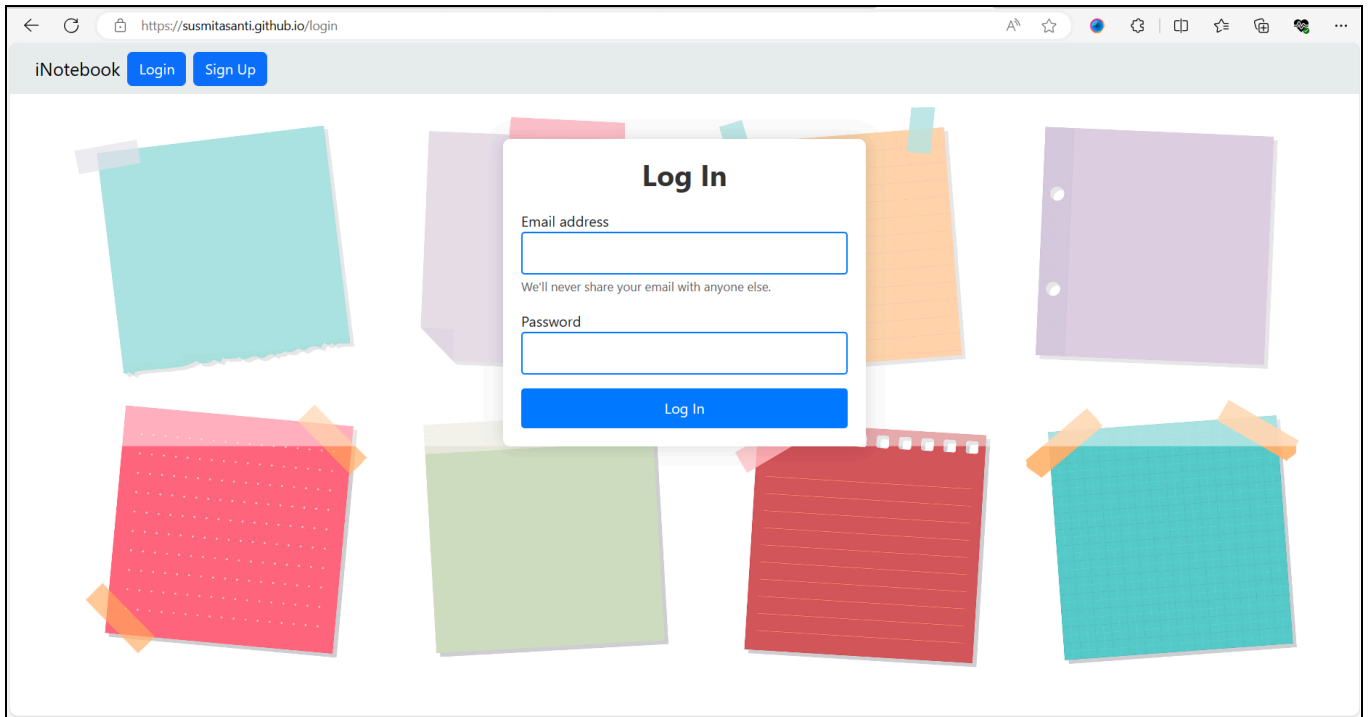 https://susmitasanti.github.io/login
iNotebook Login Sign Up
Log In
Email address
We'll never share your email with anyone else.
Password
Log In